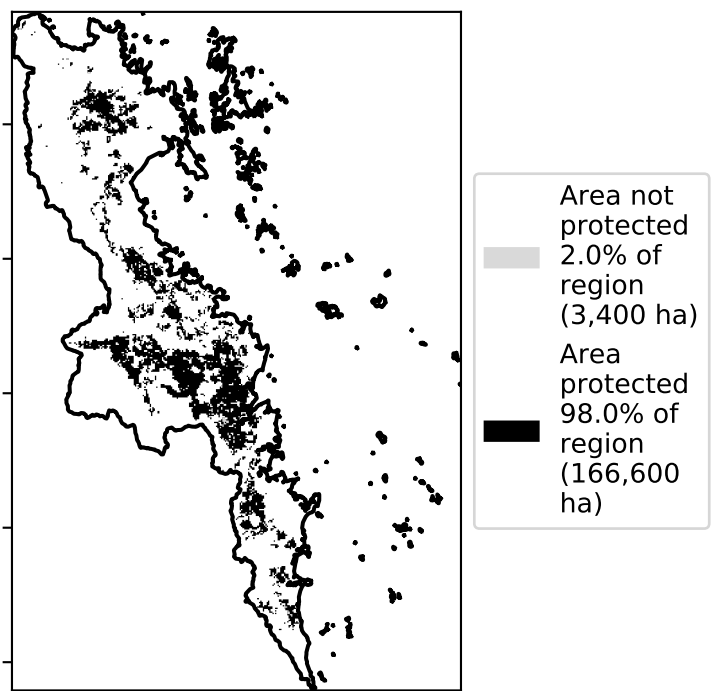 Area not
protected
2.0% of
region
(3,400 ha)
Area
protected
98.0% of
region
(166,600
ha)